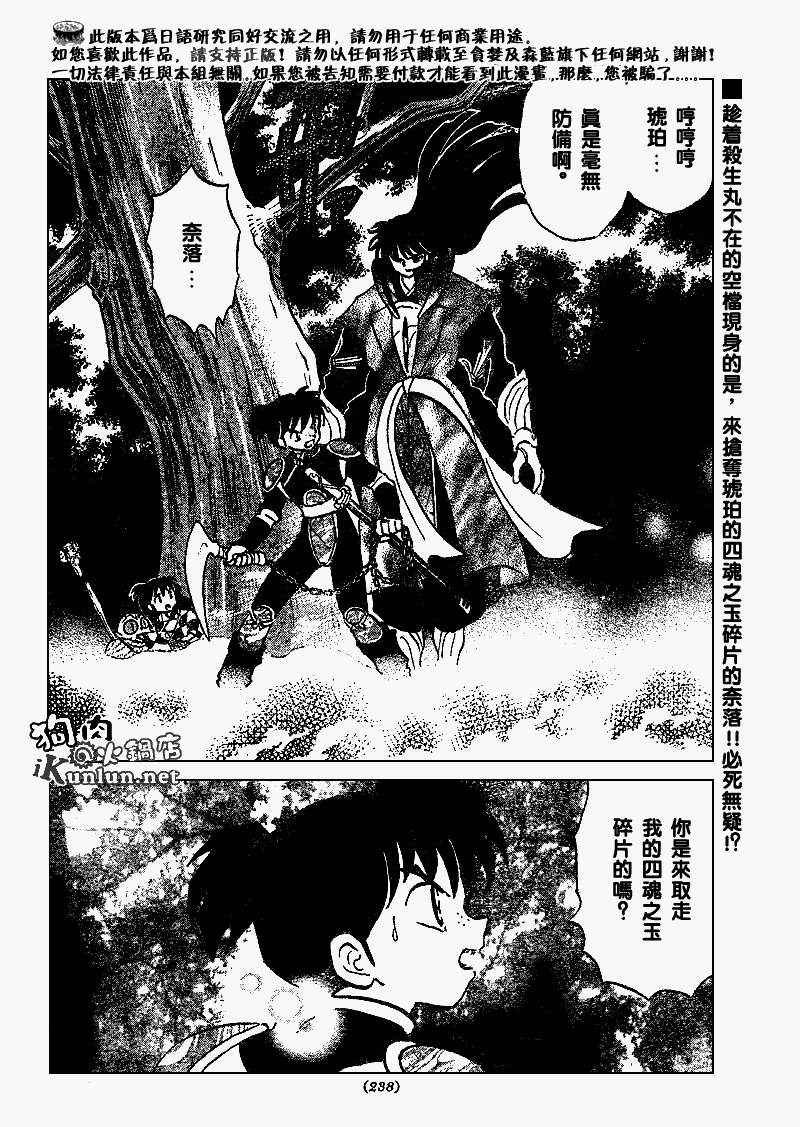 此版本爲日語研究同好交流之用，請勿用于任何商業用途。
如您喜歡此作品，請支持正版！請勿以任何形式轉載至貪婪及森藍旗下任何網站，謝謝！
一切法律責任與本組無關。如果您被告知需要付款才能看到此漫畫，那麼，您被騙了。。。。
■趁着殺生丸不在的空檔現身的是，來搶奪琥珀的四魂之玉碎片的奈落!!必死無疑!?
哼哼哼
琥珀…
眞是毫無
防備啊。
奈落…
狗肉
火鍋店
iKunlun.net
你是來取走
我的四魂之玉
碎片的嗎？
(238)